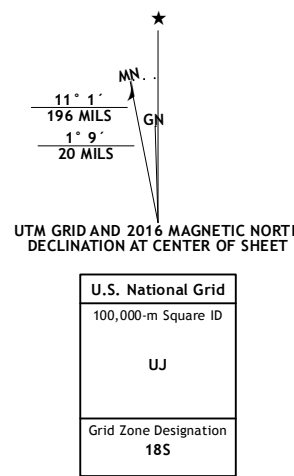 ★
MN
GN
11° 1´
196 MILS
1° 9´
20 MILS
UTM GRID AND 2016 MAGNETIC NORTH
DECLINATION AT CENTER OF SHEET
U.S. National Grid
100,000-m Square ID
UJ
Grid Zone Designation
18S